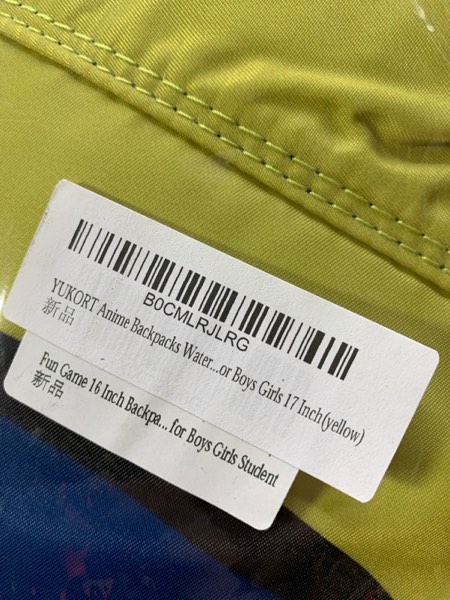 B0CMLRJLRG
YUKORT Anime Backpacks Water...or Boys Girls 17 Inch(yellow)
新品
Fun Game 16 Inch Backpa... for Boys Girls Student
新品